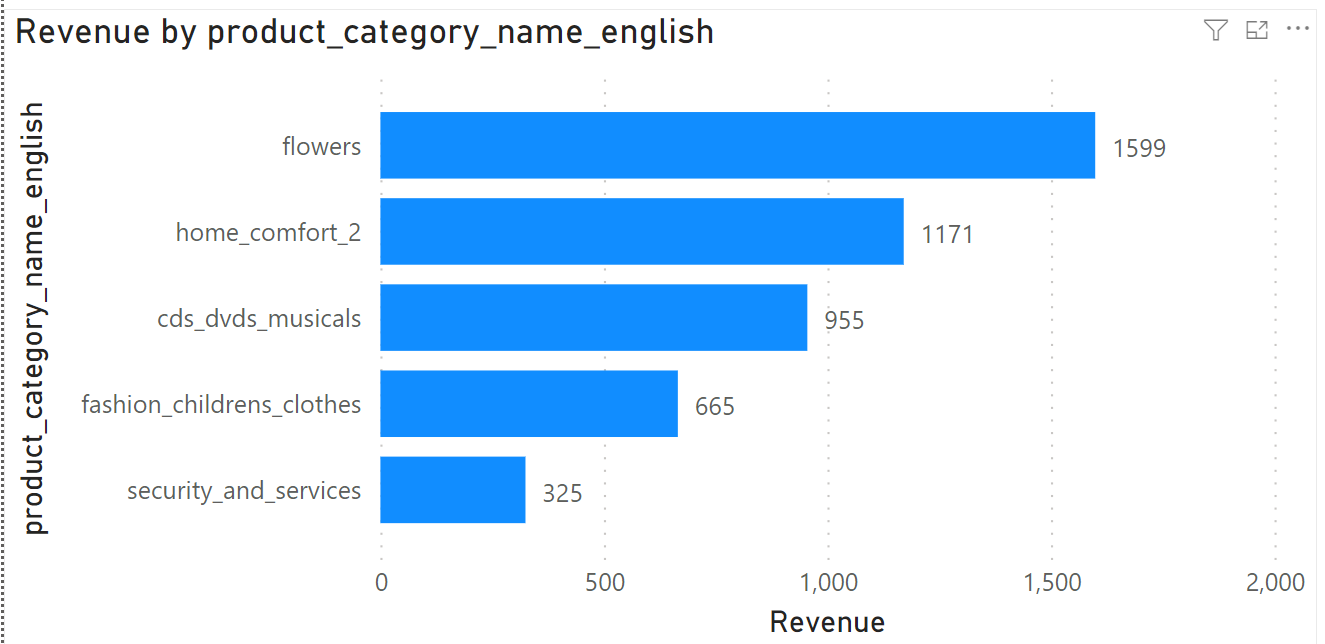 Revenue by product_category_name_english
product_category_name_english
flowers
1599
home_comfort_2
1171
cds_dvds_musicals
955
fashion_childrens_clothes
665
security_and_services
325
0 500 1,000 1,500 2,000
Revenue